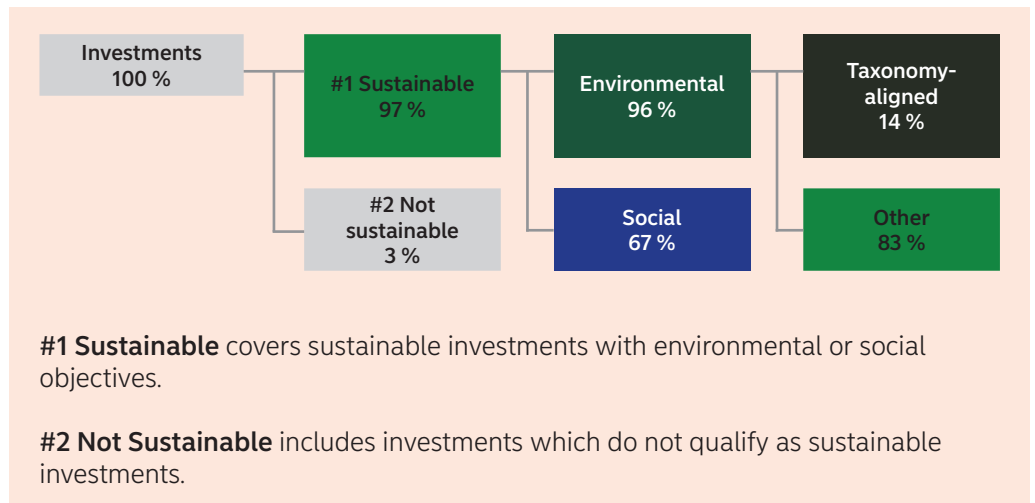 Investments
100 %
#1 Sustainable
97 %
Environmental
96 %
Taxonomy-
aligned
14 %
#2 Not
sustainable
3 %
Social
67 %
Other
83 %
#1 Sustainable covers sustainable investments with environmental or social
objectives.
#2 Not Sustainable includes investments which do not qualify as sustainable
investments.